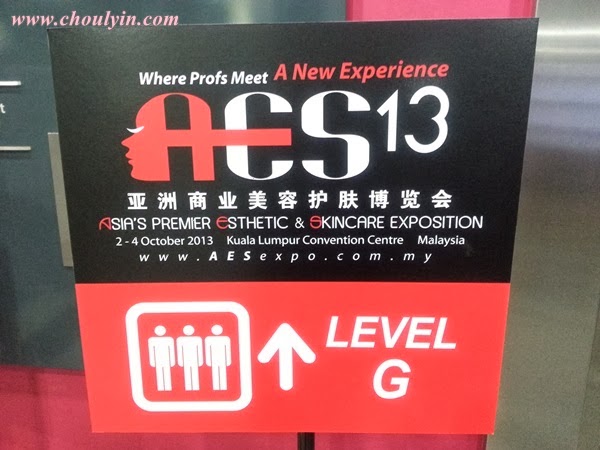 www.choulyin.com
t
Where Profs Meet A New Experience
AES13
亚洲商业美容护肤博览会
ASIA'S PREMIER ESTHETIC & SKINCARE EXPOSITION
2 - 4 October 2013 Kuala Lumpur Convention Centre Malaysia
www.AESexpo.com.my
LEVEL
G